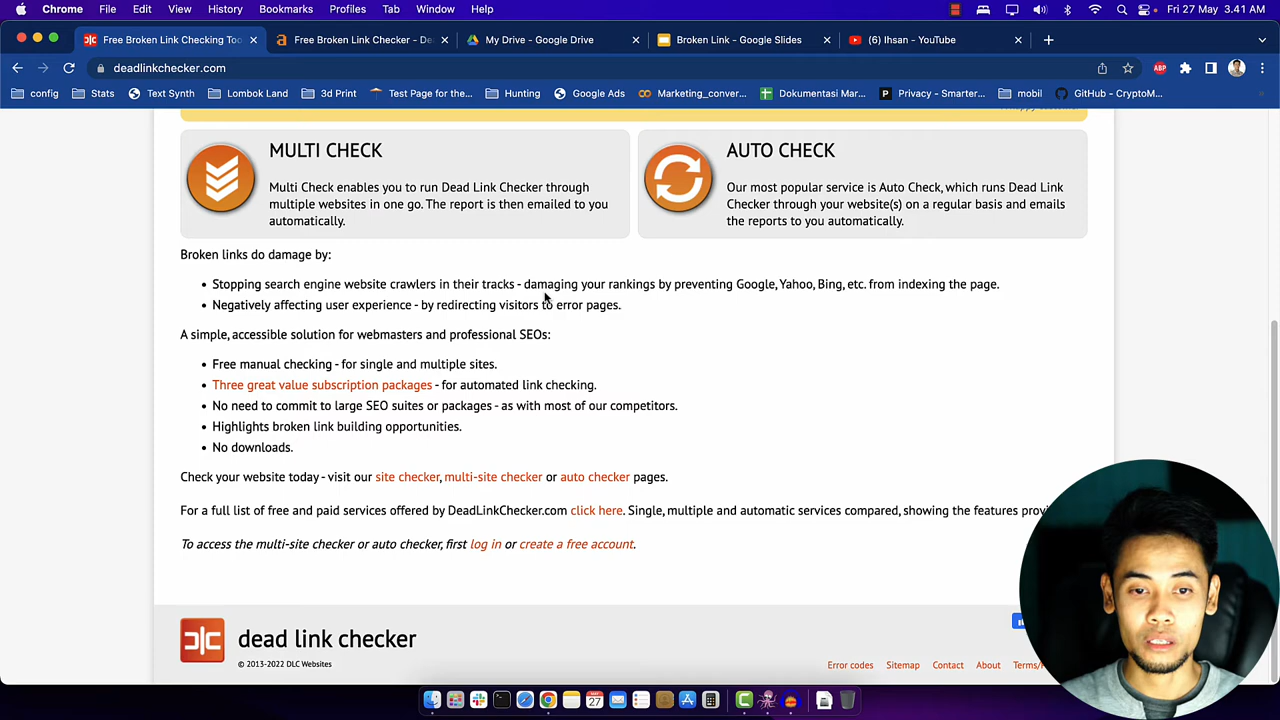 Chrome File Edit View History Bookmarks Profiles Tab Window Help Fri 27 May 3.41 AM
Free Broken Link Checking Too Free Broken Link Checker - De My Drive - Google Drive Broken Link - Google Slides (6) Ihsan - YouTube
deadlinkchecker.com ABP
config Stats Text Synth Lombok Land 3d Print Test Page for the... Hunting Google Ads Marketing_conver... Dokumentasi Mar... Privacy - Smarter... mobil GitHub - CryptoM...
MULTI CHECK
Multi Check enables you to run Dead Link Checker through
multiple websites in one go. The report is then emailed to you
automatically.
AUTO CHECK
Our most popular service is Auto Check, which runs Dead Link
Checker through your website(s) on a regular basis and emails
the reports to you automatically.
Broken links do damage by:
• Stopping search engine website crawlers in their tracks - damaging your rankings by preventing Google, Yahoo, Bing, etc. from indexing the page.
• Negatively affecting user experience - by redirecting visitors to error pages.
A simple, accessible solution for webmasters and professional SEOs:
• Free manual checking - for single and multiple sites.
• Three great value subscription packages - for automated link checking.
• No need to commit to large SEO suites or packages - as with most of our competitors.
• Highlights broken link building opportunities.
• No downloads.
Check your website today - visit our site checker, multi-site checker or auto checker pages.
For a full list of free and paid services offered by DeadLinkChecker.com click here. Single, multiple and automatic services compared, showing the features provi
To access the multi-site checker or auto checker, first log in or create a free account.
dead link checker
© 2013-2022 DLC Websites
Error codes Sitemap Contact About Terms/